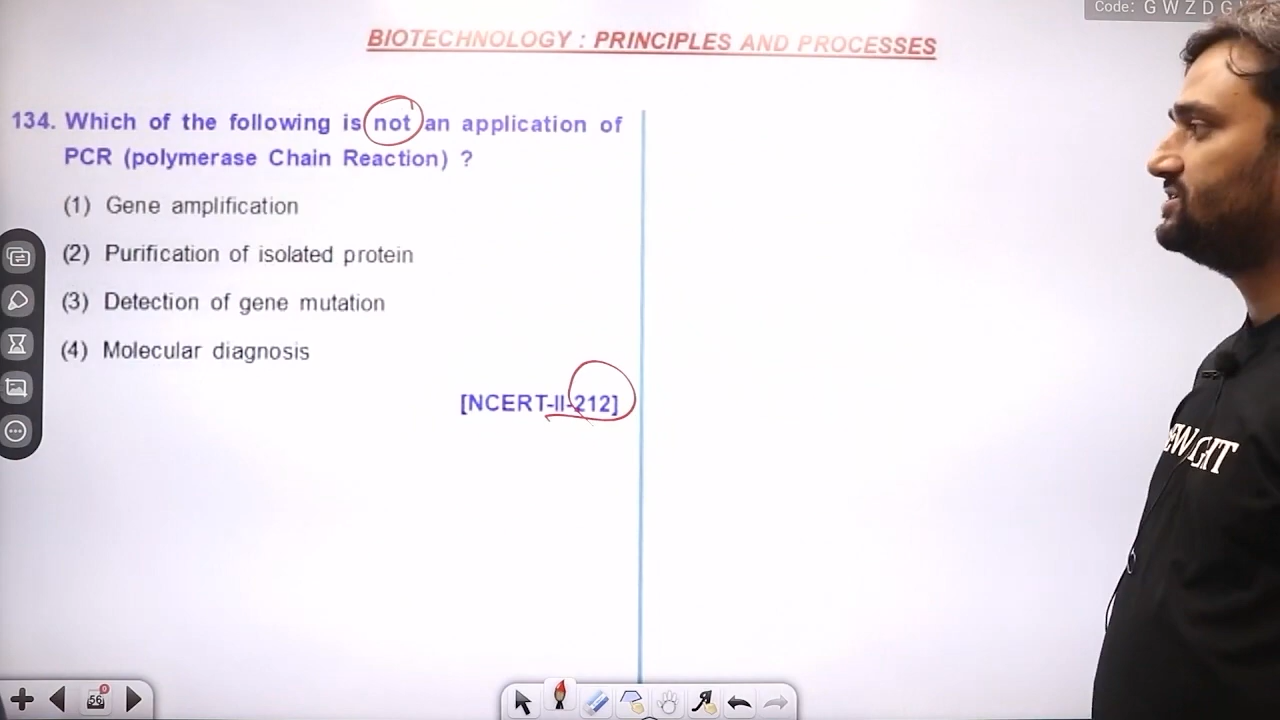 Code: G W Z D G
BIOTECHNOLOGY : PRINCIPLES AND PROCESSES
134. Which of the following is not an application of
PCR (polymerase Chain Reaction) ?
(1) Gene amplification
(2) Purification of isolated protein
(3) Detection of gene mutation
(4) Molecular diagnosis
[NCERT-II-212]
56